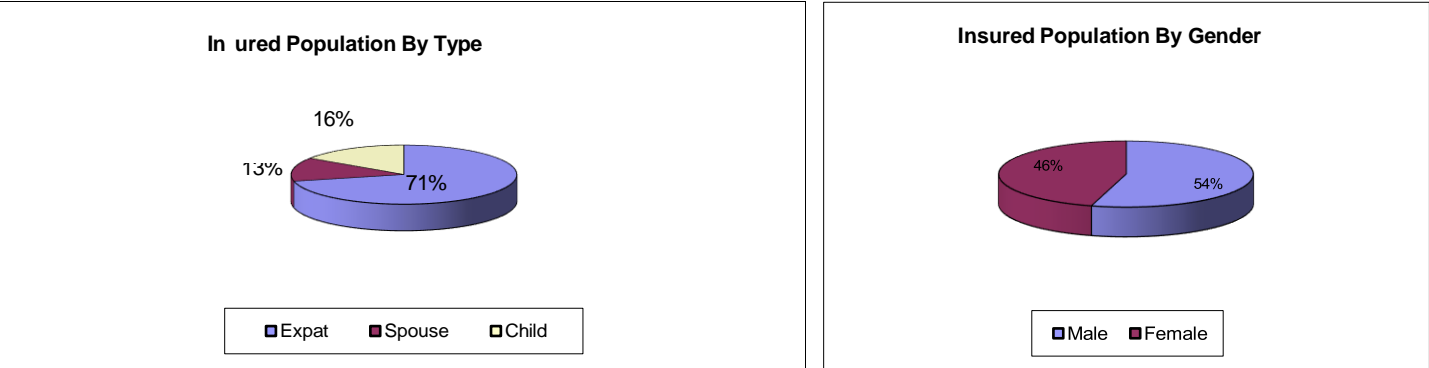 In ured Population By Type
16%
13%
71%
Expat Spouse Child
Insured Population By Gender
46%
54%
Male Female